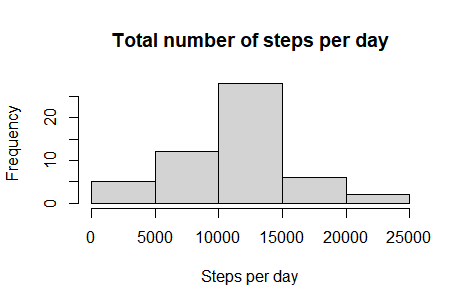 Total number of steps per day
Frequency
20
10
0
0 5000 10000 15000 20000 25000
Steps per day